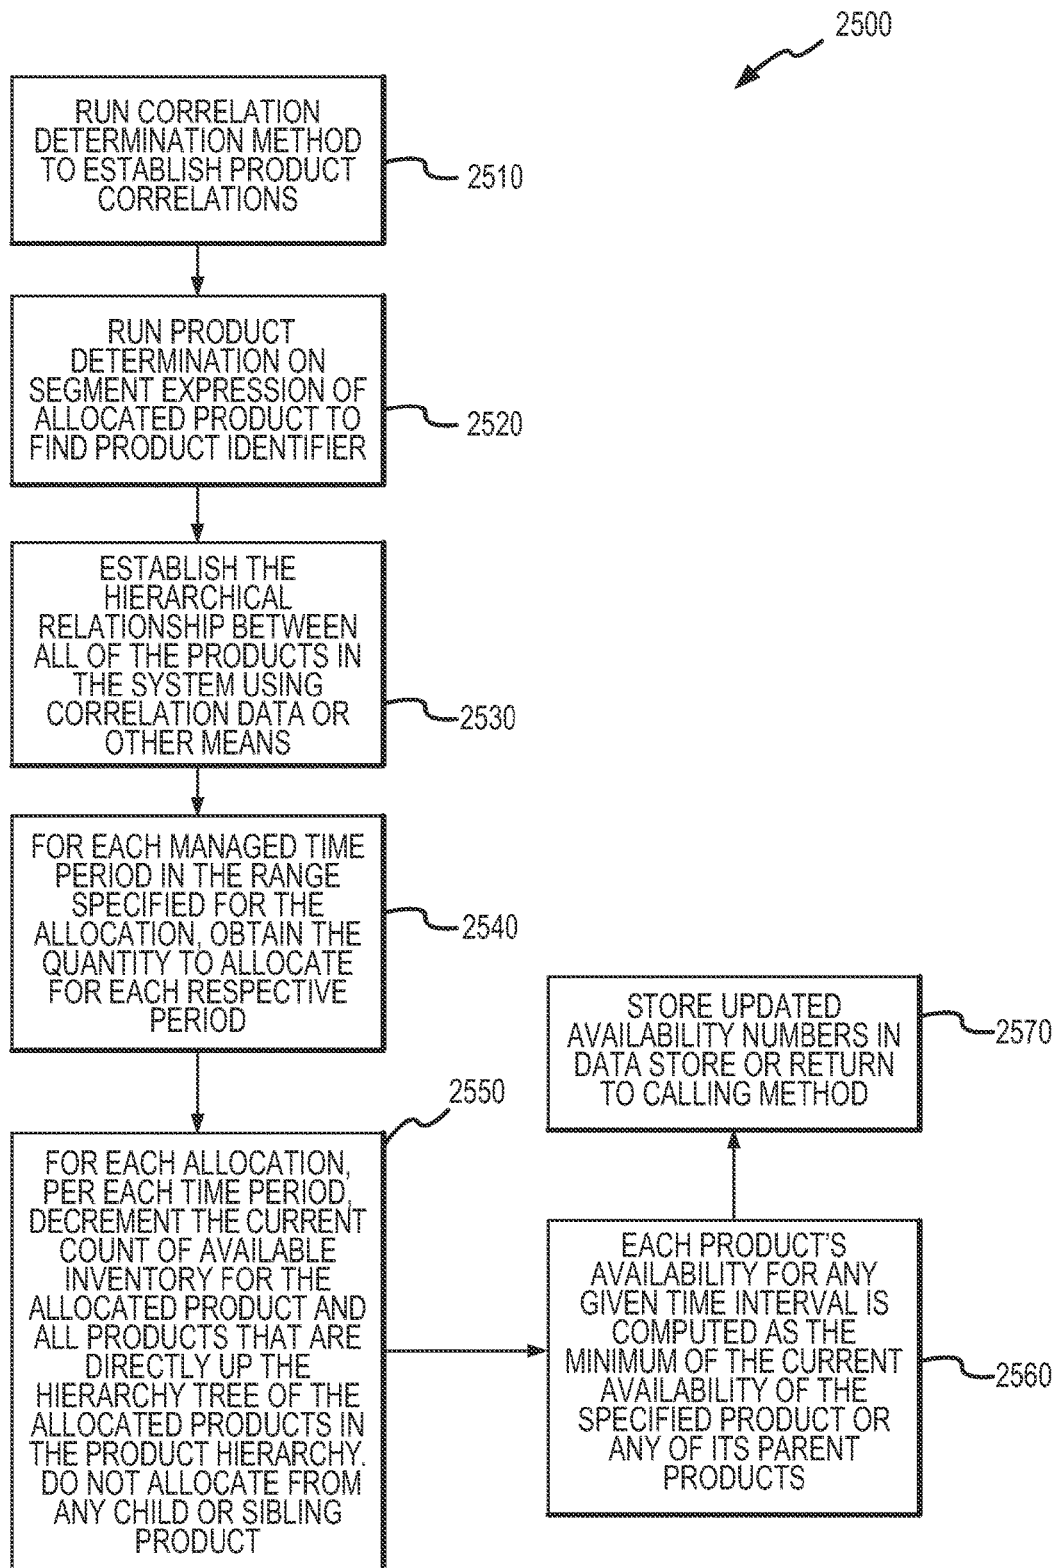 2500
RUN CORRELATION
DETERMINATION METHOD
TO ESTABLISH PRODUCT
CORRELATIONS
2510
RUN PRODUCT
DETERMINATION ON
SEGMENT EXPRESSION OF
ALLOCATED PRODUCT TO
FIND PRODUCT IDENTIFIER
2520
ESTABLISH THE
HIERARCHICAL
RELATIONSHIP BETWEEN
ALL OF THE PRODUCTS IN
THE SYSTEM USING
CORRELATION DATA OR
OTHER MEANS
2530
FOR EACH MANAGED TIME
PERIOD IN THE RANGE
SPECIFIED FOR THE
ALLOCATION, OBTAIN THE
QUANTITY TO ALLOCATE
FOR EACH RESPECTIVE
PERIOD
2540
FOR EACH ALLOCATION,
PER EACH TIME PERIOD,
DECREMENT THE CURRENT
COUNT OF AVAILABLE
INVENTORY FOR THE
ALLOCATED PRODUCT AND
ALL PRODUCTS THAT ARE
DIRECTLY UP THE
HIERARCHY TREE OF THE
ALLOCATED PRODUCTS IN
THE PRODUCT HIERARCHY.
DO NOT ALLOCATE FROM
ANY CHILD OR SIBLING
PRODUCT
2550
EACH PRODUCT'S
AVAILABILITY FOR ANY
GIVEN TIME INTERVAL IS
COMPUTED AS THE
MINIMUM OF THE CURRENT
AVAILABILITY OF THE
SPECIFIED PRODUCT OR
ANY OF ITS PARENT
PRODUCTS
2560
STORE UPDATED
AVAILABILITY NUMBERS IN
DATA STORE OR RETURN
TO CALLING METHOD
2570